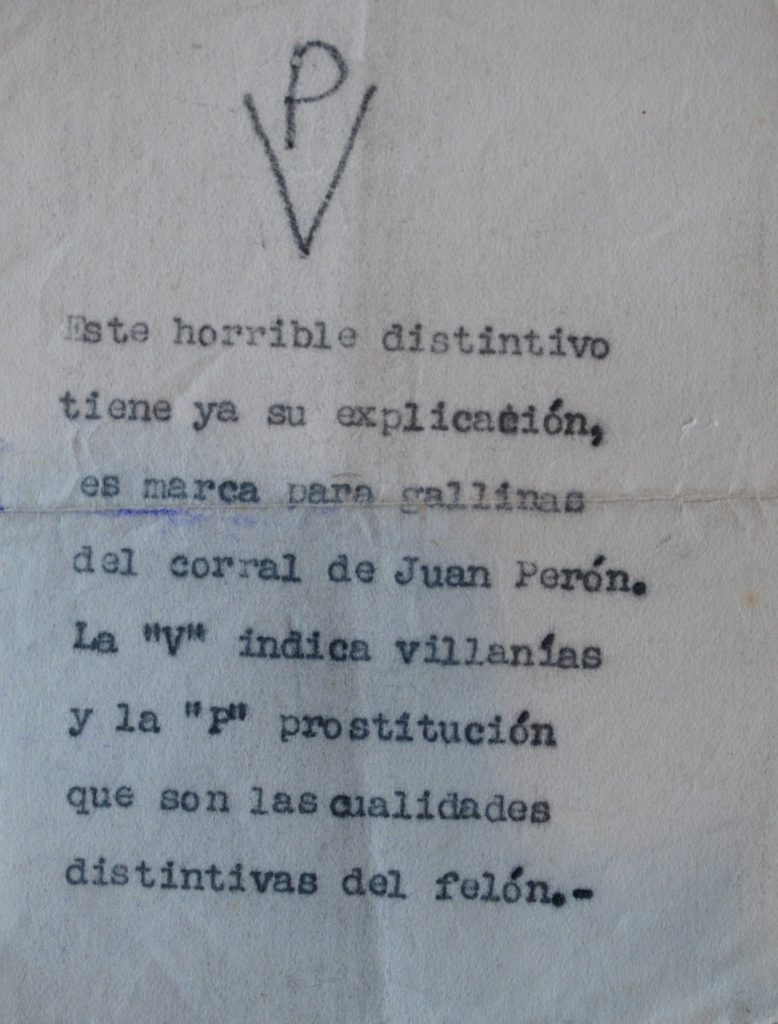 P
V
Este horrible distintivo
tiene ya su explicación,
es marca para gallinas
del corral de Juan Perón.
La "V" indica villanías
y la "P" prostitución
que son las cualidades
distintivas del felón.-